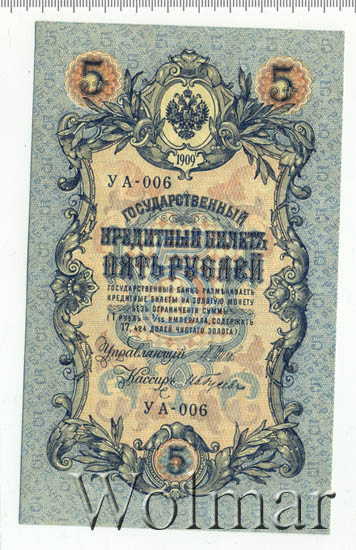 5 5
1909
УА-006
ГОСУДАРСТВЕННЫЙ
КРЕДИТНЫЙ БИЛЕТЪ
ПЯТЬ РУБЛЕЙ
ГОСУДАРСТВЕННЫЙ БАНКЪ РАЗМѢНИВАЕТЪ
КРЕДИТНЫЕ БИЛЕТЫ НА ЗОЛОТУЮ МОНЕТУ
БЕЗЪ ОГРАНИЧЕНІЯ СУММЫ
(1 РУБЛЬ = 1/15 ИМПЕРІАЛА, СОДЕРЖИТЪ
17,424 ДОЛЕЙ ЧИСТАГО ЗОЛОТА)
Управляющій
Кассиръ
УА-006
5
Wolmar